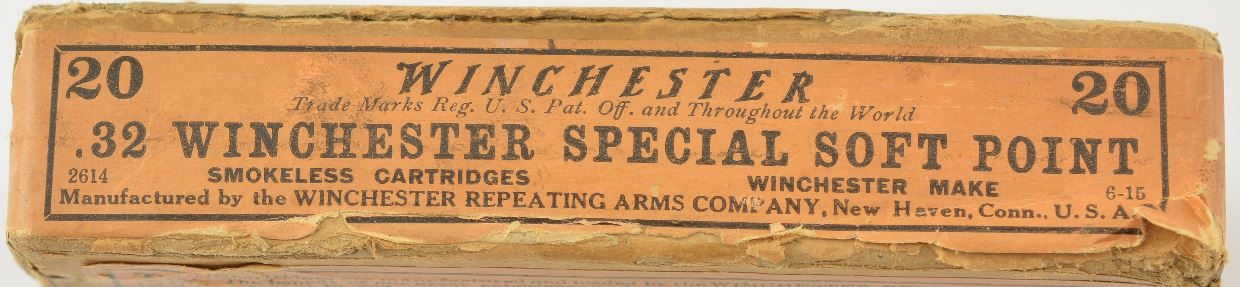 20 WINCHESTER 20
Trade Marks Reg. U. S. Pat. Off. and Throughout the World
.32 WINCHESTER SPECIAL SOFT POINT
2614 SMOKELESS CARTRIDGES WINCHESTER MAKE 6-15
Manufactured by the WINCHESTER REPEATING ARMS COMPANY, New Haven, Conn., U. S. A.